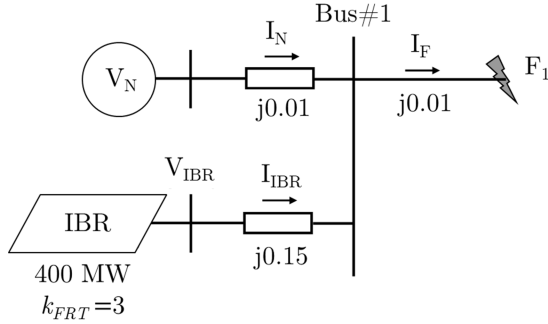 Bus#1
I_N
I_F
F_1
V_N
j0.01
j0.01
V_IBR
I_IBR
IBR
j0.15
400 MW
k_FRT=3